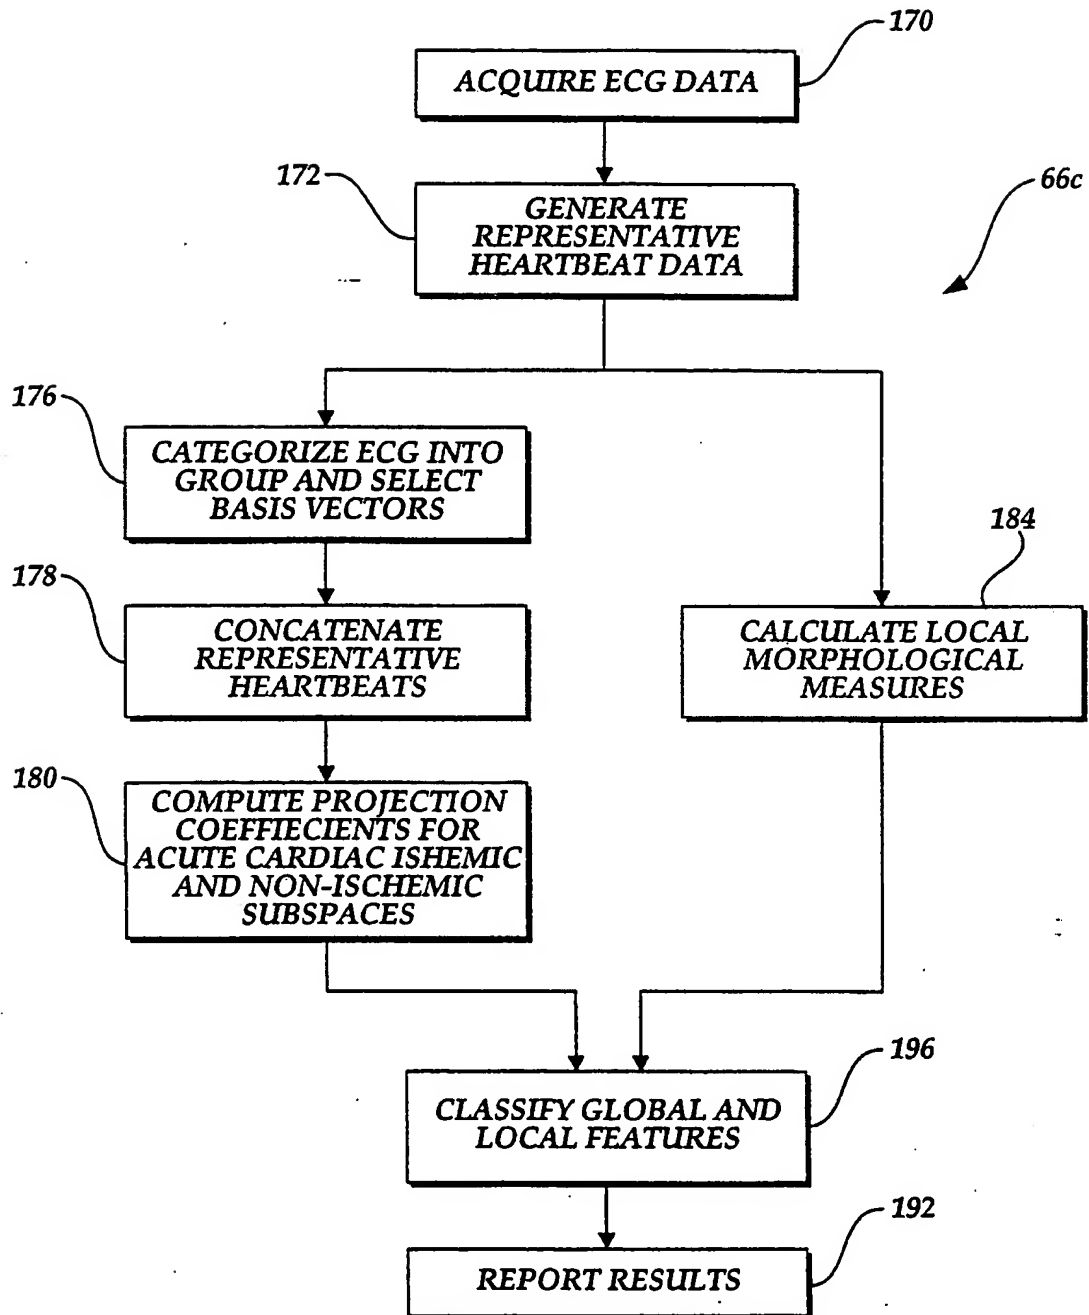 170
ACQUIRE ECG DATA
172
GENERATE
REPRESENTATIVE
HEARTBEAT DATA
66c
176
CATEGORIZE ECG INTO
GROUP AND SELECT
BASIS VECTORS
178
CONCATENATE
REPRESENTATIVE
HEARTBEATS
184
CALCULATE LOCAL
MORPHOLOGICAL
MEASURES
180
COMPUTE PROJECTION
COEFFIECIENTS FOR
ACUTE CARDIAC ISHEMIC
AND NON-ISCHEMIC
SUBSPACES
196
CLASSIFY GLOBAL AND
LOCAL FEATURES
192
REPORT RESULTS